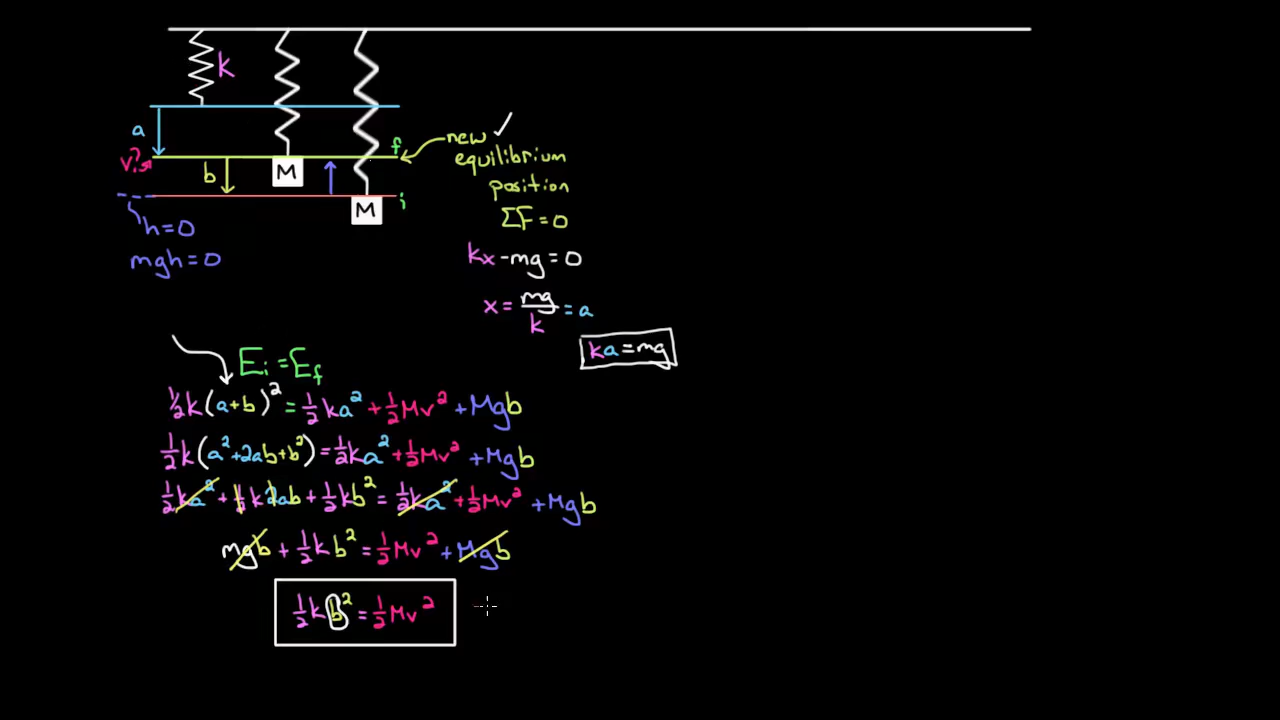 k
a
v?
b
M
f
M
i
h=0
mgh=0
new
equilibrium
position
ΣF=0
kx-mg=0
x=mg/k=a
ka=mg
Ei=Ef
½k(a+b)²=½ka²+½Mv²+Mgb
½k(a²+2ab+b²)=½ka²+½Mv²+Mgb
½ka²+½k2ab+½kb²=½ka²+½Mv²+Mgb
mgb+½kb²=½Mv²+Mgb
½kb²=½Mv²